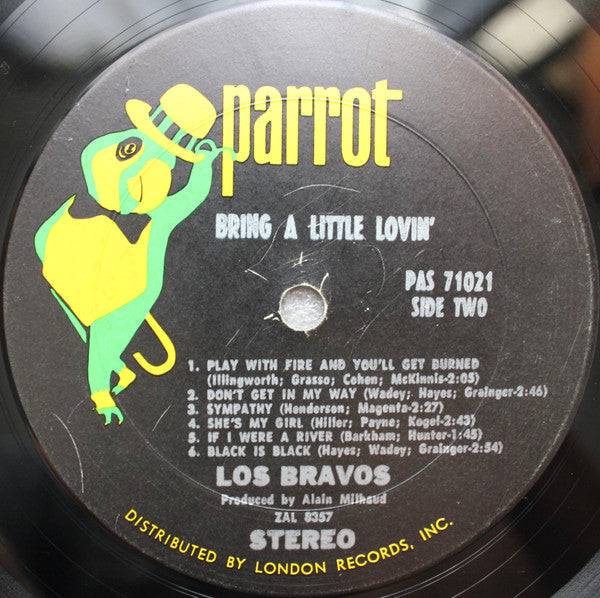 parrot
BRING A LITTLE LOVIN'
PAS 71021
SIDE TWO
1. PLAY WITH FIRE AND YOU'LL GET BURNED
(Illingworth; Grasso; Cohen; McKinnis-2:05)
2. DON'T GET IN MY WAY (Wadey; Hayes; Grainger-2:46)
3. SYMPATHY (Henderson; Magenta-2:27)
4. SHE'S MY GIRL (Hiller; Payne; Kogel-2:43)
5. IF I WERE A RIVER (Barkham; Hunter-1:45)
6. BLACK IS BLACK (Hayes; Wadey; Grainger-2:54)
LOS BRAVOS
Produced by Alain Milhaud
ZAL 8357
STEREO
DISTRIBUTED BY LONDON RECORDS, INC.